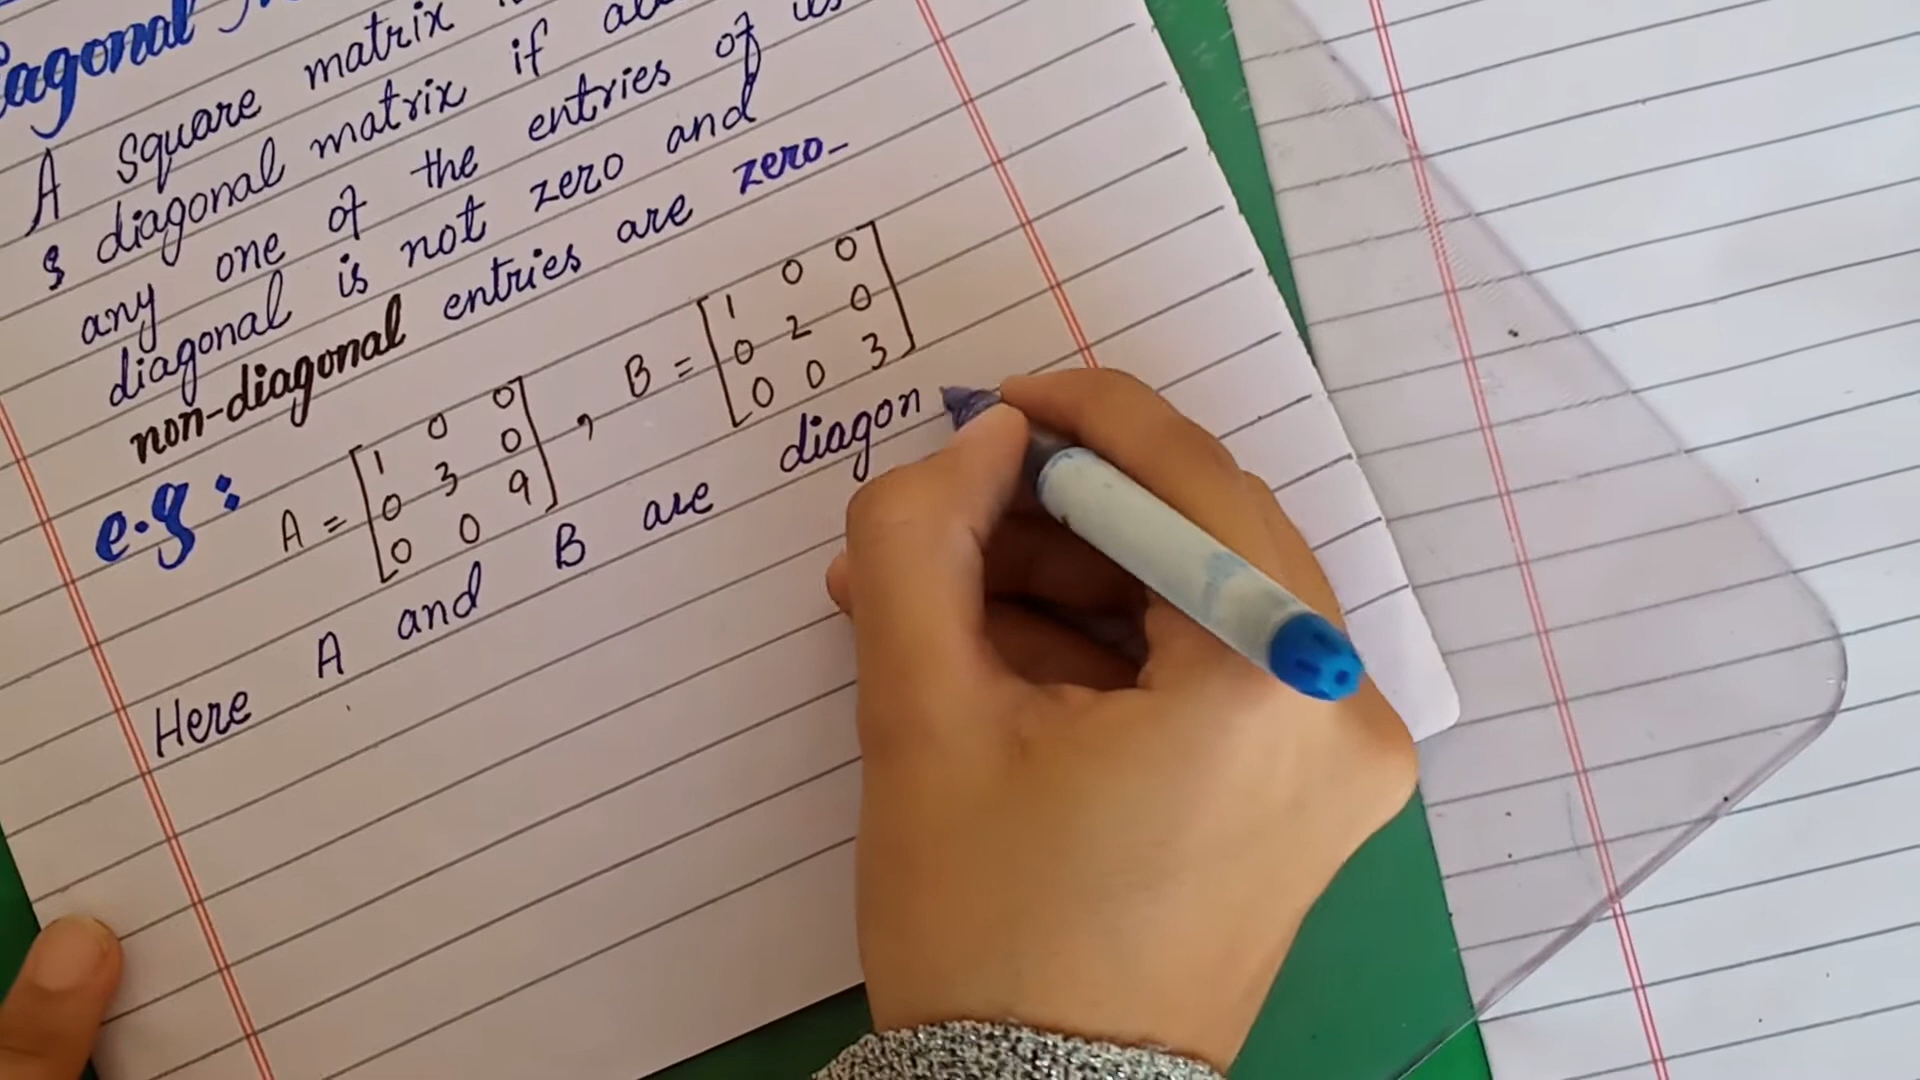 A square matrix
diagonal matrix if
any one of the entries of its
diagonal is not zero and
non-diagonal entries are zero-
e.g: A = [1 0 0
0 3 0
0 0 9] , B = [1 0 0
0 2 0
0 0 3]
Here A and B are diagon